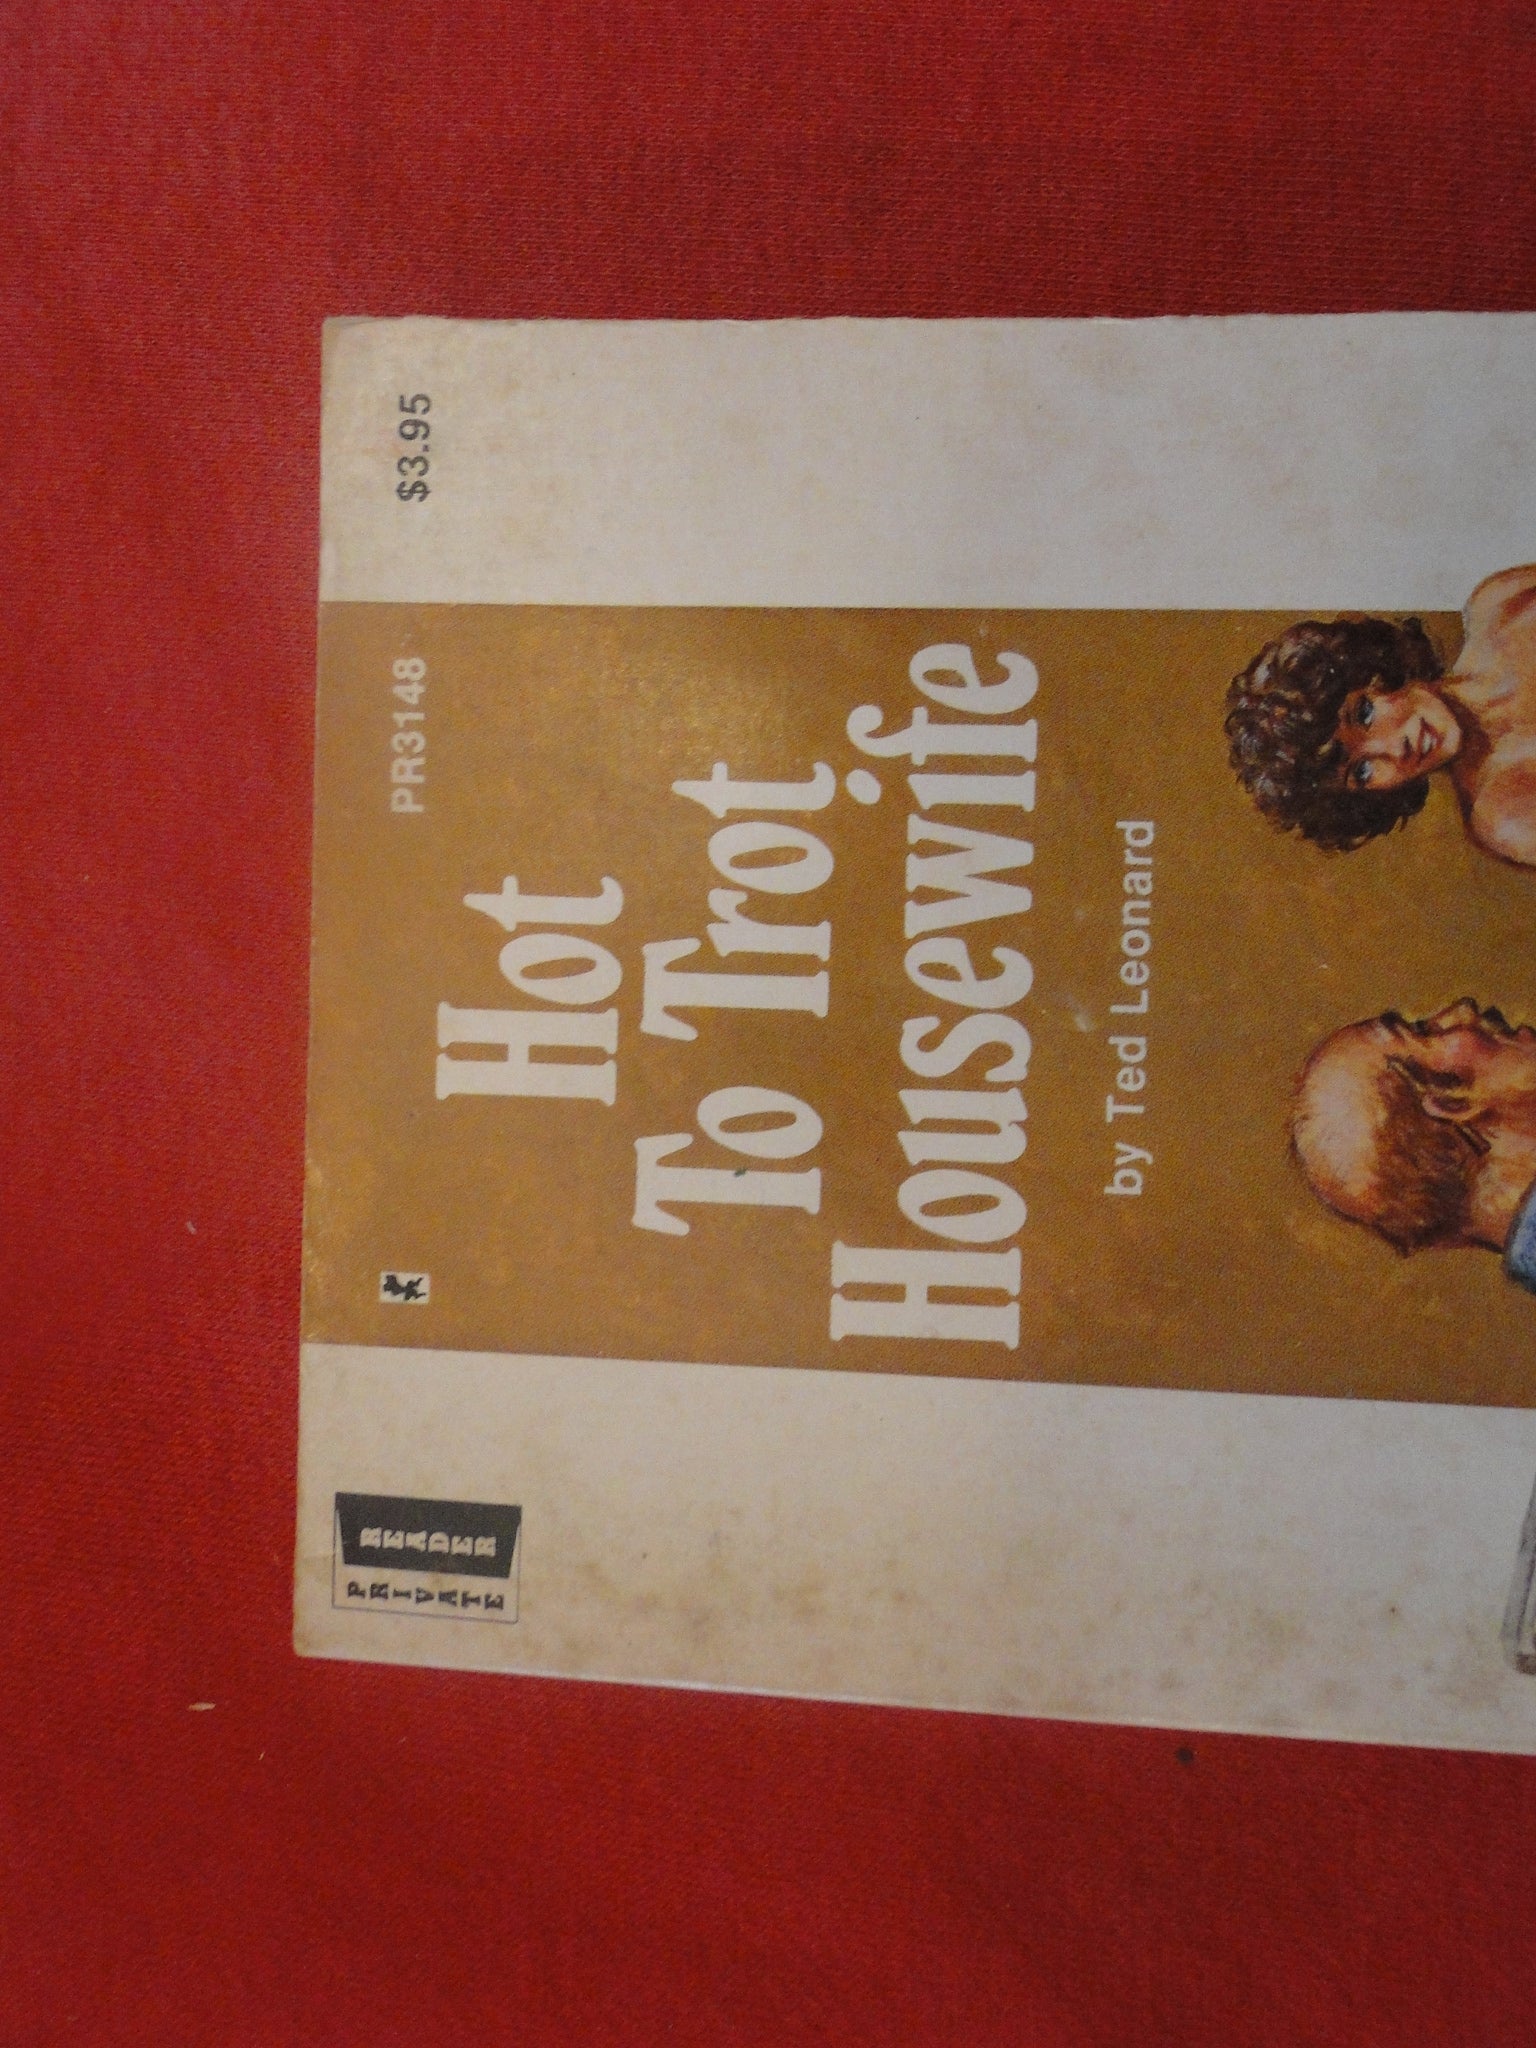 PRIVATE
READER
PR3148
$3.95
Hot
To Trot
Housewife
by Ted Leonard